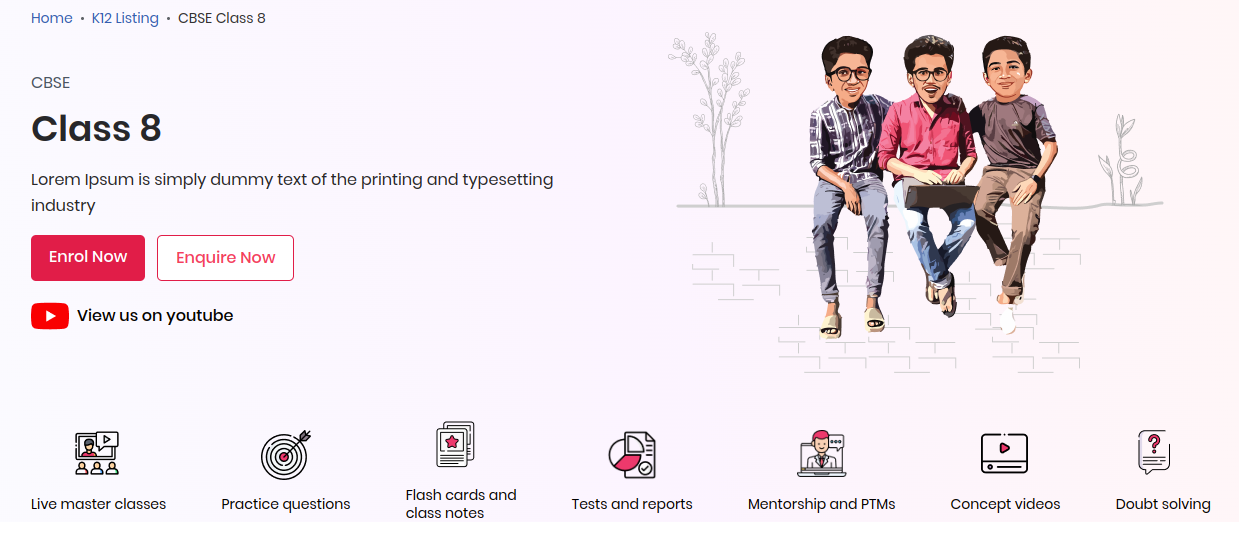 Home • K12 Listing • CBSE Class 8
CBSE
Class 8
Lorem Ipsum is simply dummy text of the printing and typesetting
industry
Enrol Now
Enquire Now
View us on youtube
Live master classes
Practice questions
Flash cards and
class notes
Tests and reports
Mentorship and PTMs
Concept videos
Doubt solving